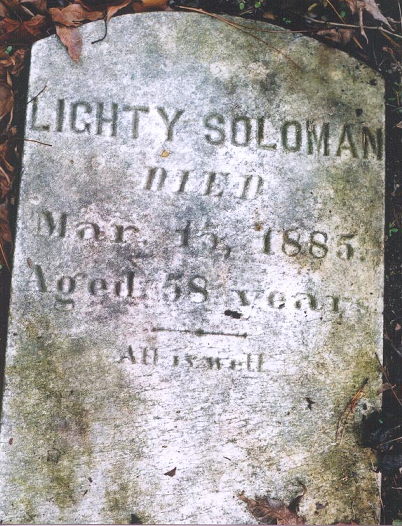 LIGHTY SOLOMAN
DIED
Mar. 15, 1885.
Aged 58 years
All is well